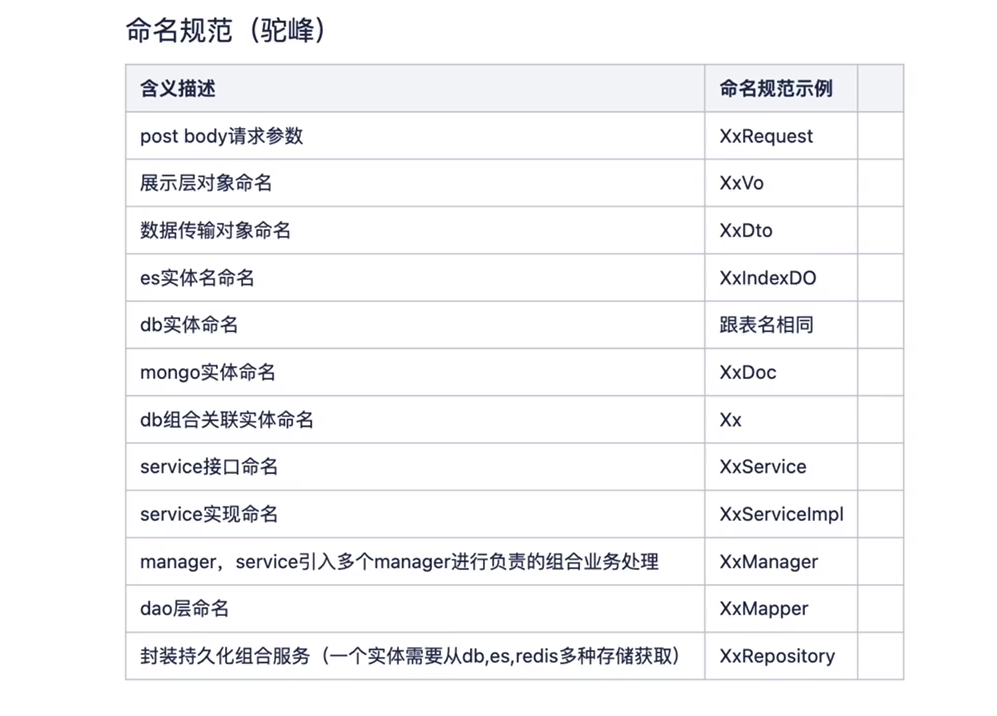 命名规范（驼峰）
含义描述 命名规范示例
post body请求参数 XxRequest
展示层对象命名 XxVo
数据传输对象命名 XxDto
es实体名命名 XxIndexDO
db实体命名 跟表名相同
mongo实体命名 XxDoc
db组合关联实体命名 Xx
service接口命名 XxService
service实现命名 XxServiceImpl
manager，service引入多个manager进行负责的组合业务处理 XxManager
dao层命名 XxMapper
封装持久化组合服务（一个实体需要从db,es,redis多种存储获取） XxRepository